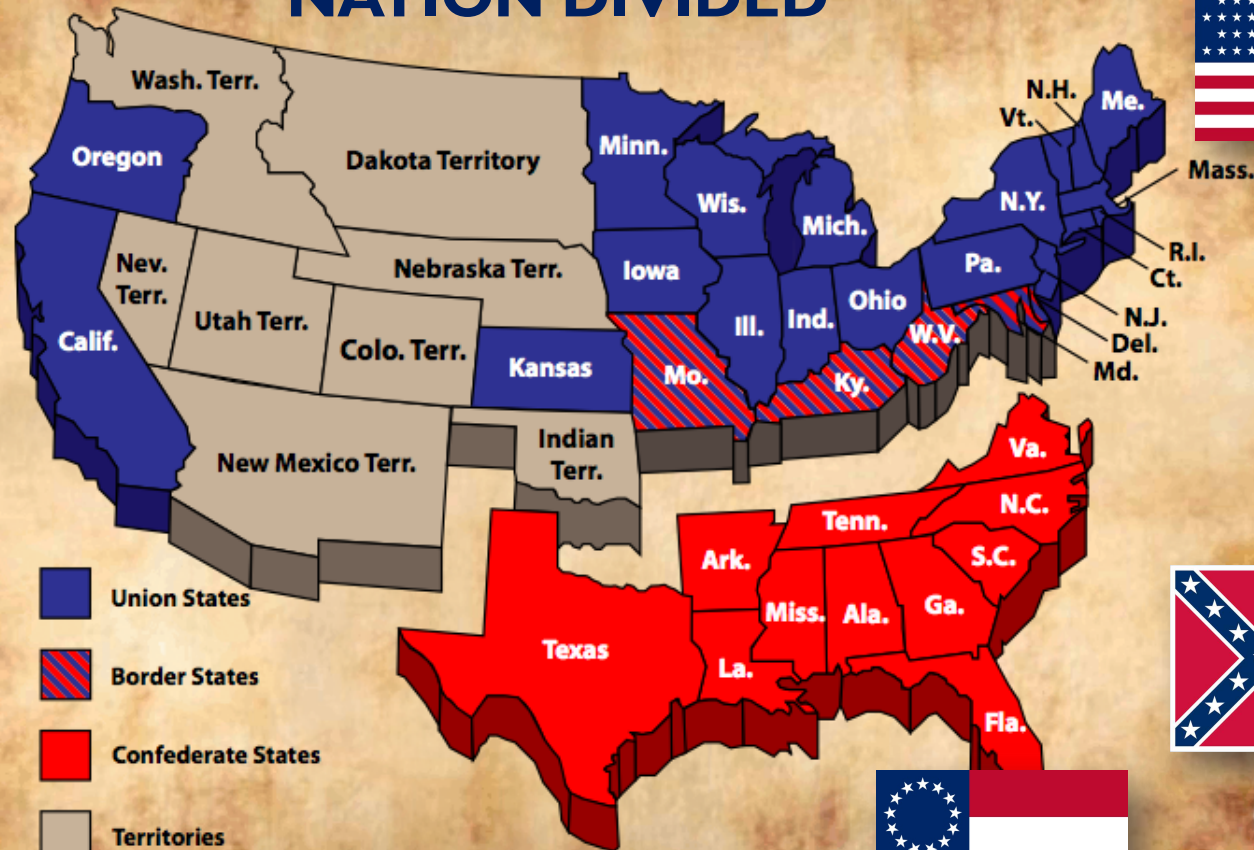 NATION DIVIDED
Wash. Terr.
Oregon
Dakota Territory
Minn.
Wis.
Mich.
N.H.
Vt.
Me.
Mass.
N.Y.
R.I.
Ct.
Nev.
Terr.
Nebraska Terr.
Iowa
Pa.
Utah Terr.
Ill.
Ind.
Ohio
N.J.
Del.
Md.
Calif.
Colo. Terr.
Kansas
Mo.
Ky.
W.V.
New Mexico Terr.
Indian
Terr.
Va.
Tenn.
N.C.
Ark.
S.C.
Miss.
Ala.
Ga.
Texas
La.
Fla.
Union States
Border States
Confederate States
Territories